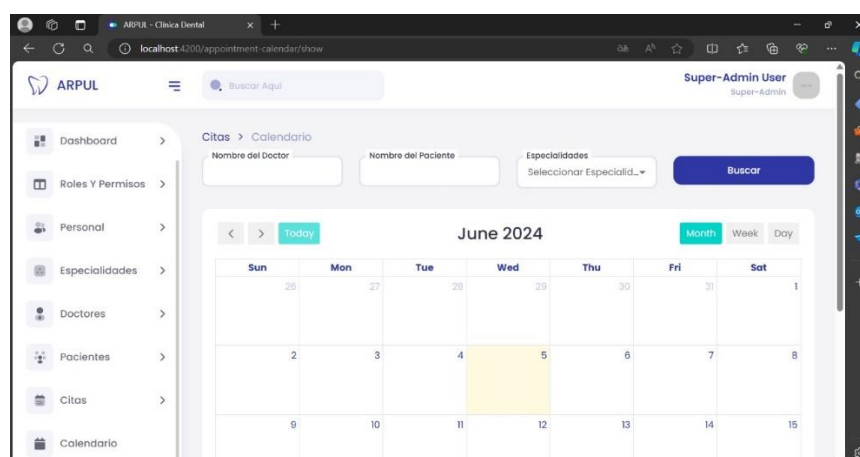 ARPUL - Clínica Dental
localhost:4200/appointment-calendar/show
ARPUL
Buscar Aquí
Super-Admin User
Super-Admin
Dashboard
Roles Y Permisos
Personal
Especialidades
Doctores
Pacientes
Citas
Calendario
Citas > Calendario
Nombre del Doctor
Nombre del Paciente
Especialidades
Seleccionar Especialid...
Buscar
Today
June 2024
Month Week Day
Sun Mon Tue Wed Thu Fri Sat
26 27 28 29 30 31 1
2 3 4 5 6 7 8
9 10 11 12 13 14 15